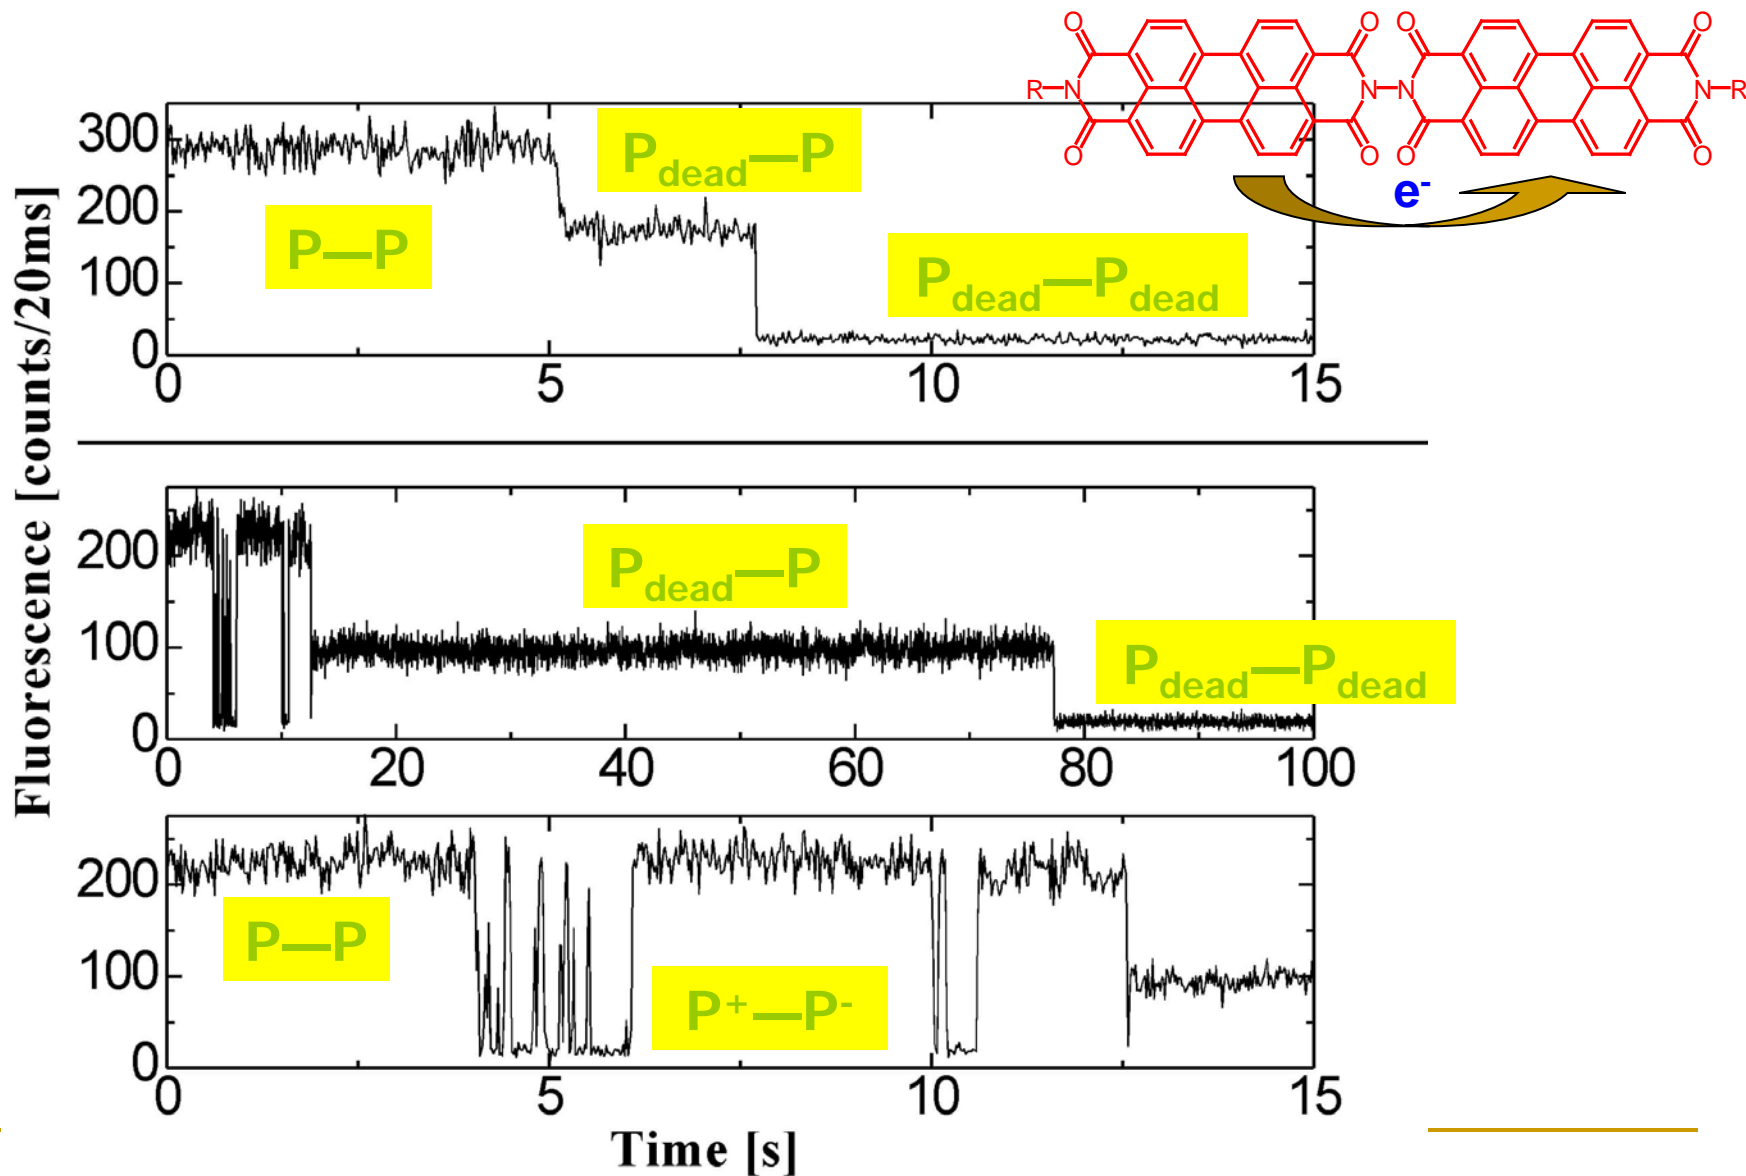 O O O O
R N N N N R
O O O O
e-
Fluorescence [counts/20ms]
300
200
100
0
0 5 10 15
P—P
Pdead—P
Pdead—Pdead
200
100
0
0 20 40 60 80 100
Pdead—P
Pdead—Pdead
200
100
0
0 5 10 15
P—P
P+—P-
Time [s]